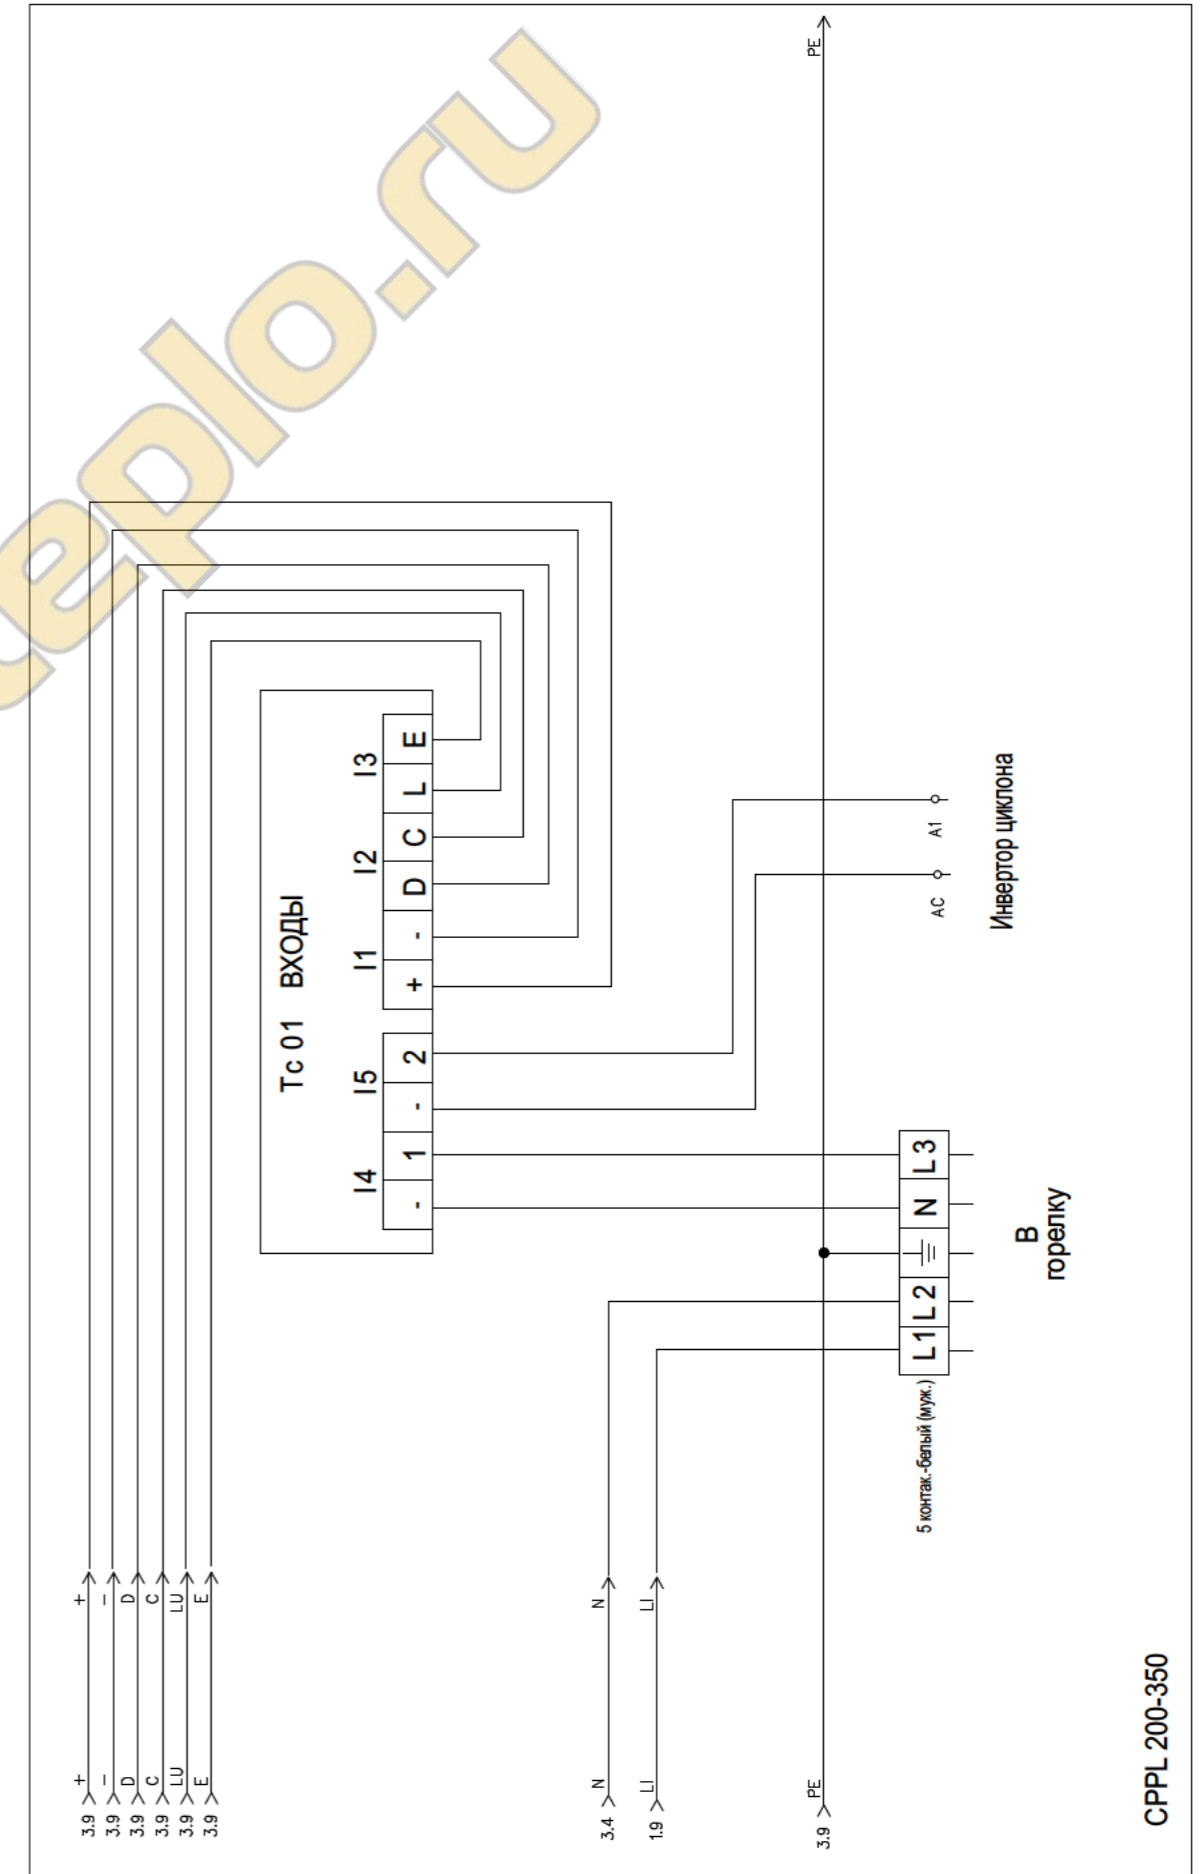 + + 3.9
− − 3.9
D D 3.9
C C 3.9
LU LU 3.9
E E 3.9
Tc 01 ВХОДЫ
I4 I5 I1 I2 I3
- 1 - 2 + - D C L E
N N 3.4
LI LI 1.9
PE PE 3.9
5 контак.-белый (муж.)
L1 L2 N L3
В
горелку
AC A1
Инвертор циклона
CPPL 200-350
teplo.ru